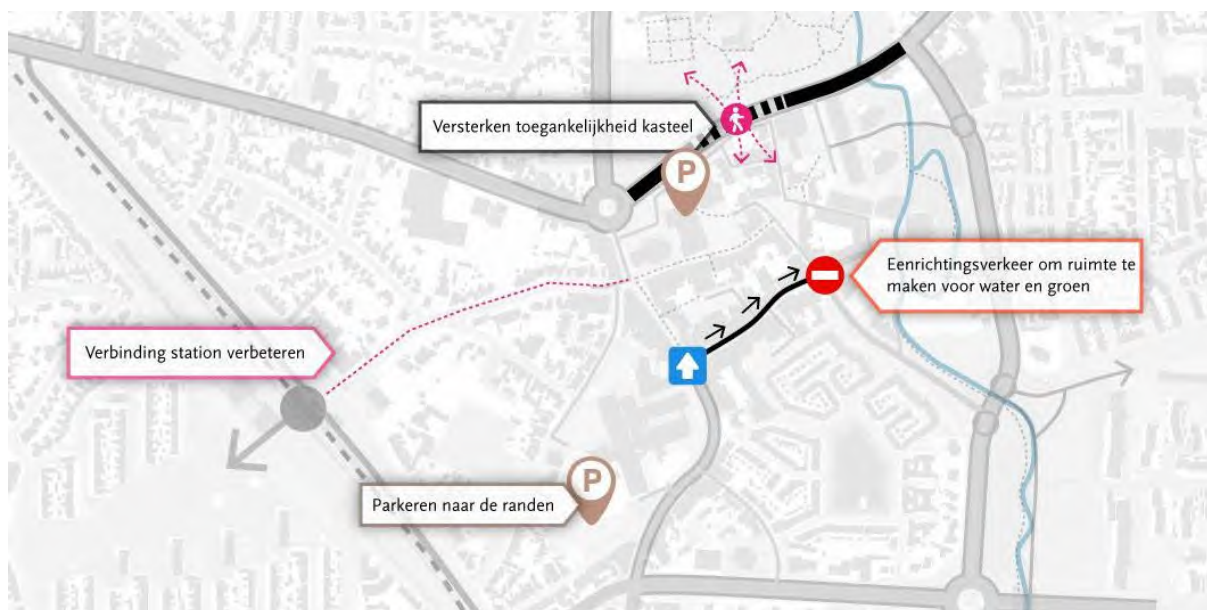 Versterken toegankelijkheid kasteel
P
Eenrichtingsverkeer om ruimte te
maken voor water en groen
Verbinding station verbeteren
P
Parkeren naar de randen